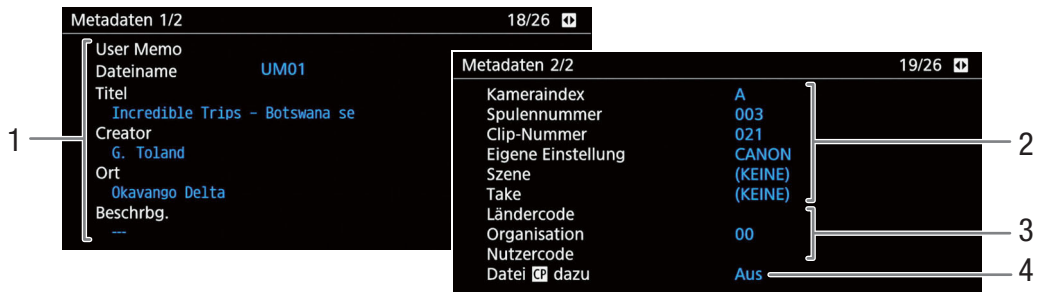 Metadaten 1/2 18/26
User Memo
Dateiname UM01
Titel
Incredible Trips – Botswana se
Creator
G. Toland
Ort
Okavango Delta
Beschrbg.
---
1
Metadaten 2/2 19/26
Kameraindex A
Spulennummer 003
Clip-Nummer 021
Eigene Einstellung CANON
Szene (KEINE)
Take (KEINE)
2
Ländercode
Organisation 00
Nutzercode
3
Datei CP dazu Aus
4